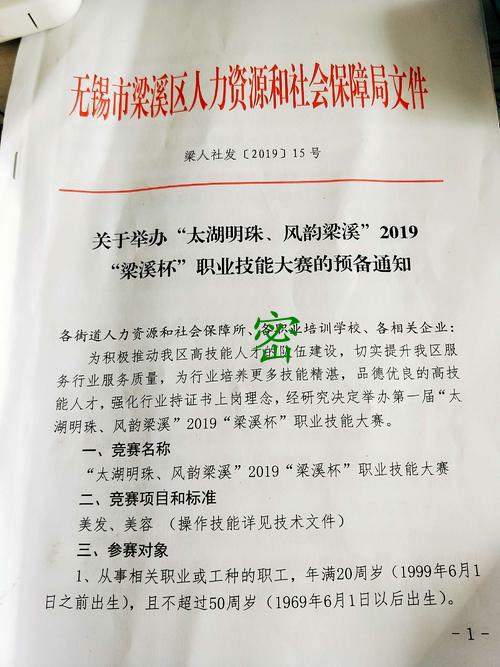 无锡市梁溪区人力资源和社会保障局文件
梁人社发〔2019〕15号
关于举办“太湖明珠、风韵梁溪”2019
“梁溪杯”职业技能大赛的预备通知
密
各街道人力资源和社会保障所、各职业培训学校、各相关企业：
为积极推动我区高技能人才的队伍建设，切实提升我区服
务行业服务质量，为行业培养更多技能精湛，品德优良的高技
能人才，强化行业持证书上岗理念，经研究决定举办第一届“太
湖明珠、风韵梁溪”2019“梁溪杯”职业技能大赛。
一、竞赛名称
“太湖明珠、风韵梁溪”2019“梁溪杯”职业技能大赛
二、竞赛项目和标准
美发、美容 （操作技能详见技术文件）
三、参赛对象
1、从事相关职业或工种的职工，年满20周岁（1999年6月1
日之前出生），且不超过50周岁（1969年6月1日以后出生）。
-1-